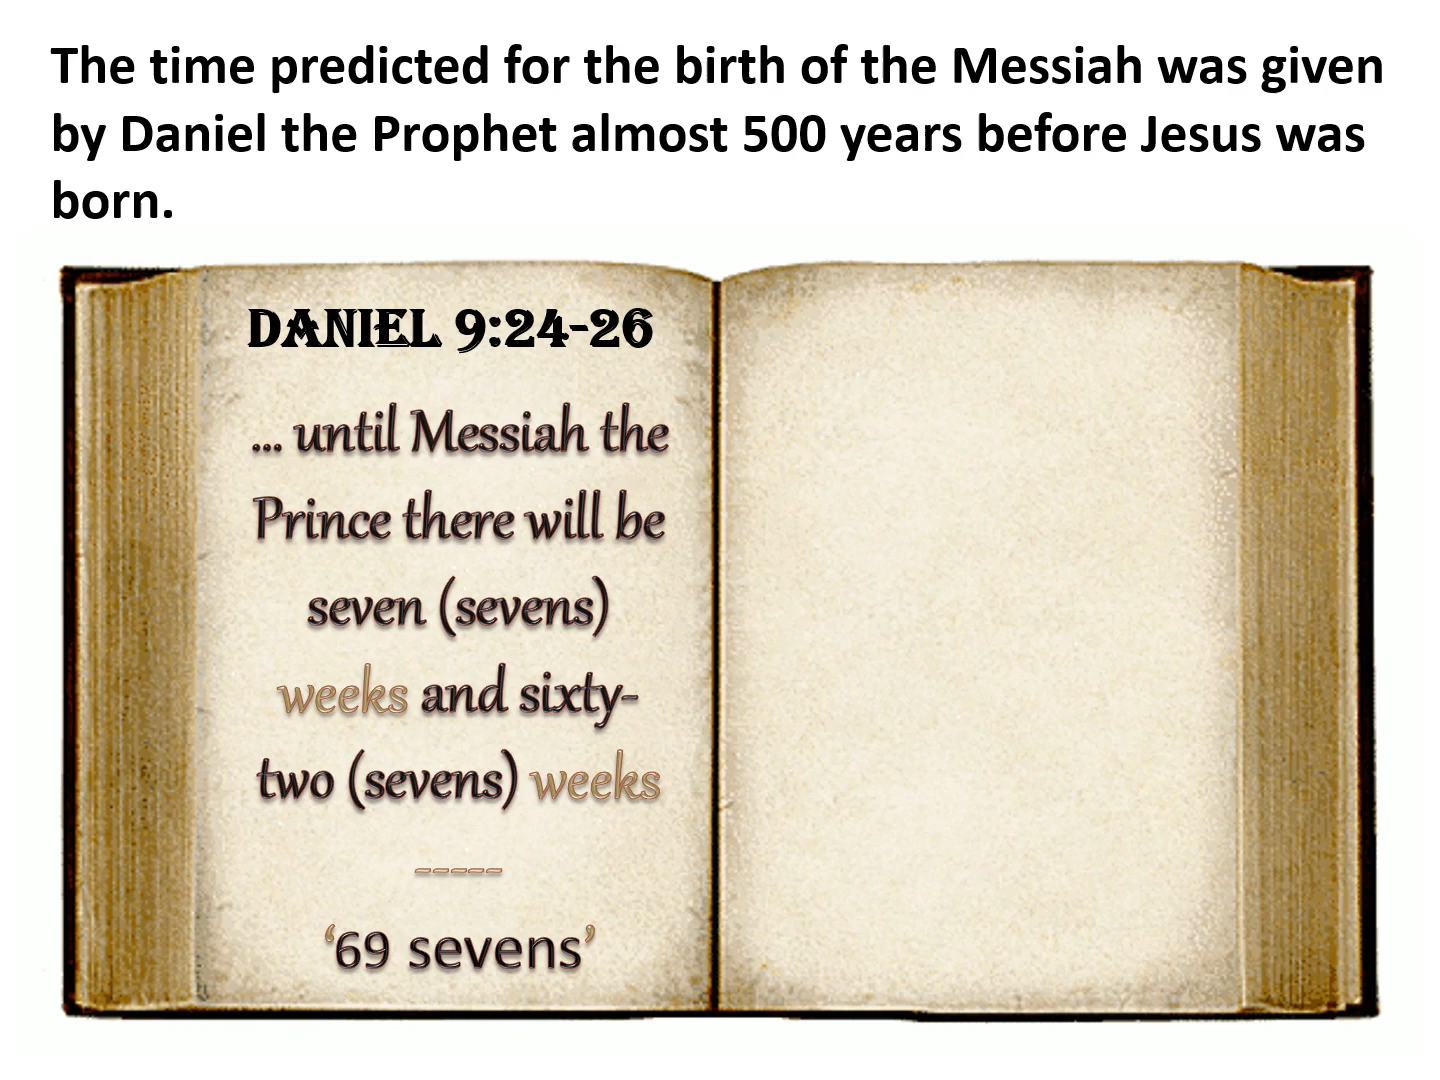 The time predicted for the birth of the Messiah was given
by Daniel the Prophet almost 500 years before Jesus was
born.
DANIEL 9:24-26
... until Messiah the
Prince there will be
seven (sevens)
weeks and sixty-
two (sevens) weeks
-----
‘69 sevens’